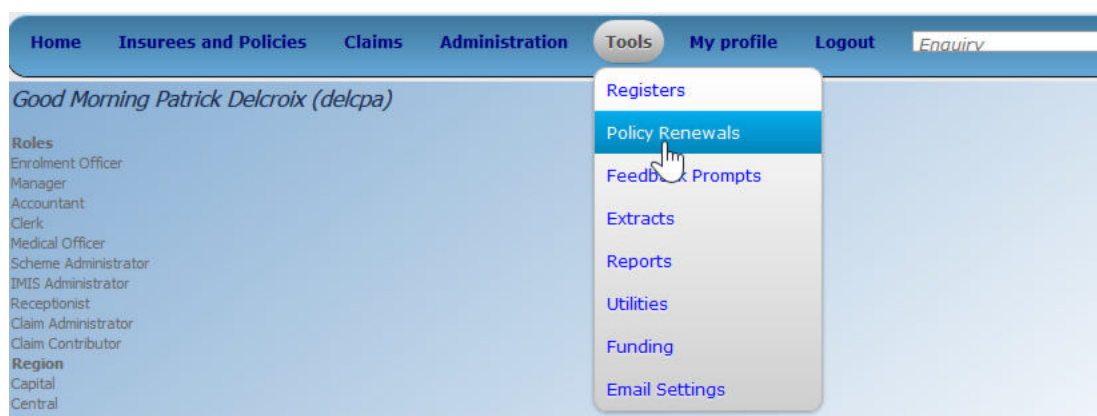 Home Insurees and Policies Claims Administration Tools My profile Logout Enquiry
Good Morning Patrick Delcroix (delcpa)
Roles
Enrolment Officer
Manager
Accountant
Clerk
Medical Officer
Scheme Administrator
IMIS Administrator
Receptionist
Claim Administrator
Claim Contributor
Region
Capital
Central
Registers
Policy Renewals
Feedback Prompts
Extracts
Reports
Utilities
Funding
Email Settings